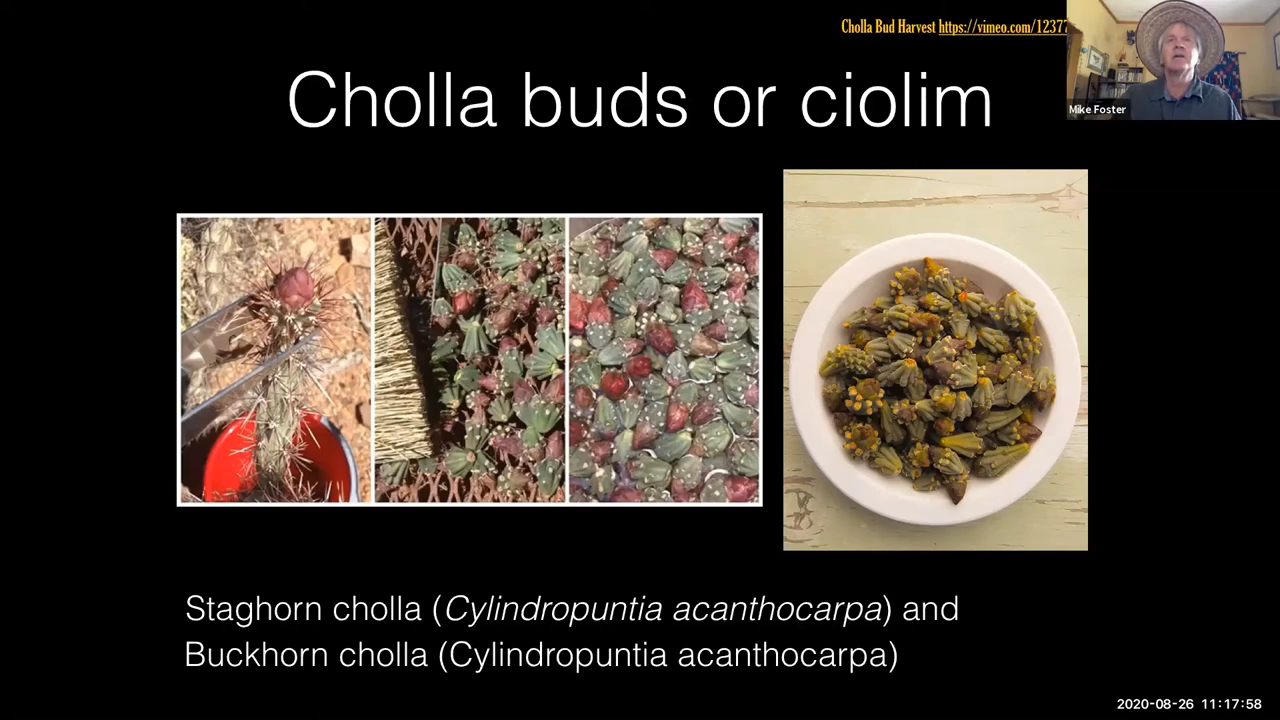 Cholla Bud Harvest https://vimeo.com/1237
Cholla buds or ciolim
Mike Foster
Staghorn cholla (Cylindropuntia acanthocarpa) and
Buckhorn cholla (Cylindropuntia acanthocarpa)
2020-08-26 11:17:58